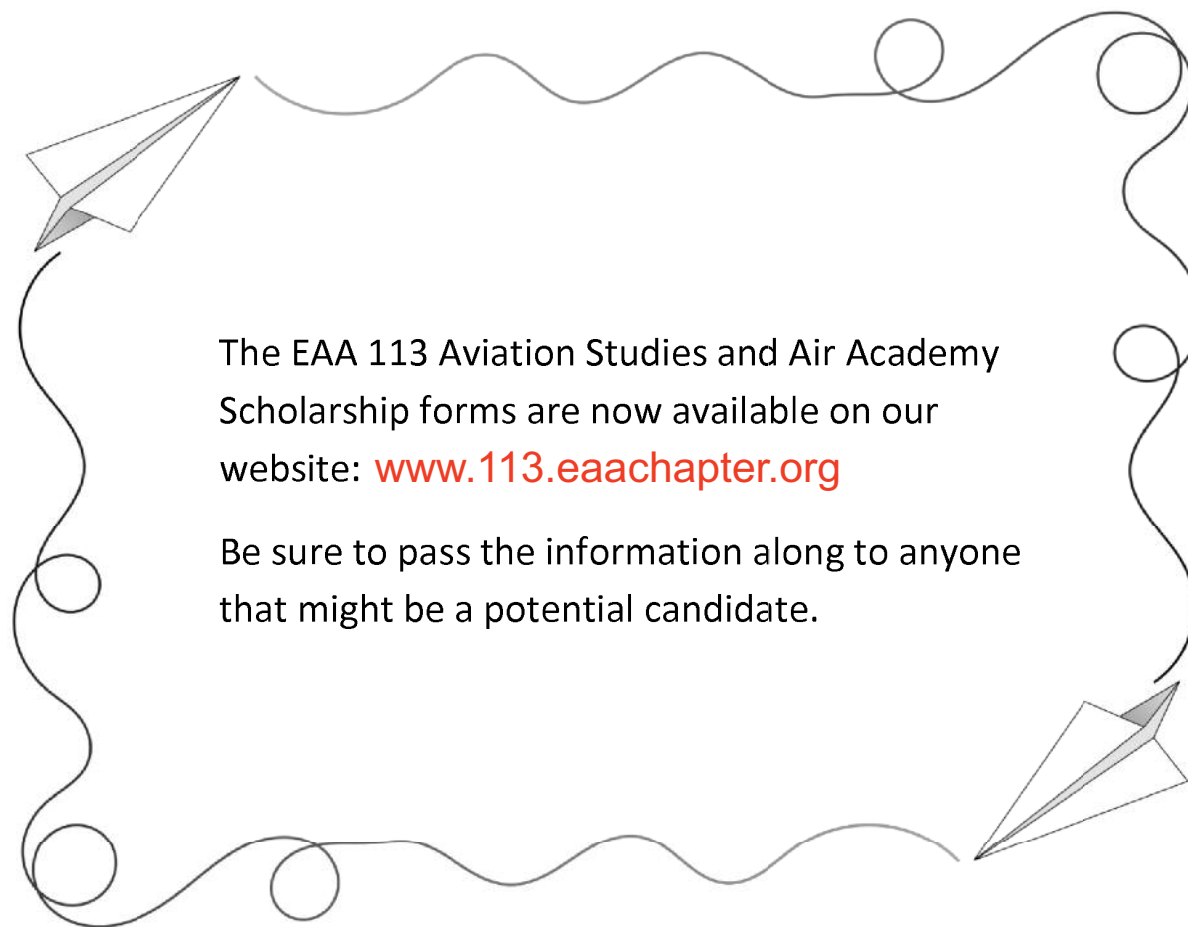 The EAA 113 Aviation Studies and Air Academy
Scholarship forms are now available on our
website: www.113.eaachapter.org
Be sure to pass the information along to anyone
that might be a potential candidate.